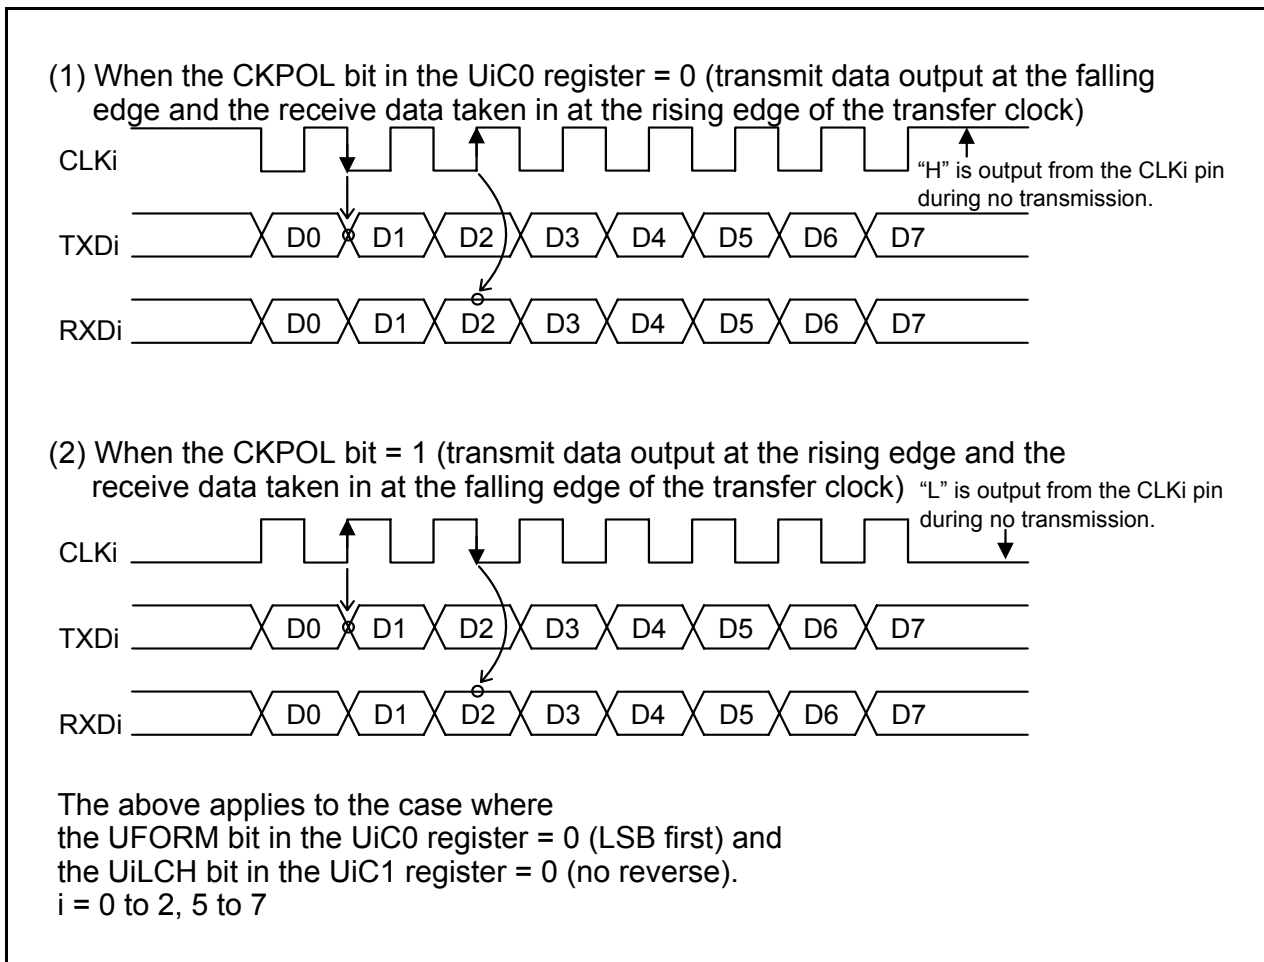 (1) When the CKPOL bit in the UiC0 register = 0 (transmit data output at the falling
edge and the receive data taken in at the rising edge of the transfer clock)
CLKi
“H” is output from the CLKi pin
during no transmission.
TXDi D0 D1 D2 D3 D4 D5 D6 D7
RXDi D0 D1 D2 D3 D4 D5 D6 D7
(2) When the CKPOL bit = 1 (transmit data output at the rising edge and the
receive data taken in at the falling edge of the transfer clock)
“L” is output from the CLKi pin
during no transmission.
CLKi
TXDi D0 D1 D2 D3 D4 D5 D6 D7
RXDi D0 D1 D2 D3 D4 D5 D6 D7
The above applies to the case where
the UFORM bit in the UiC0 register = 0 (LSB first) and
the UiLCH bit in the UiC1 register = 0 (no reverse).
i = 0 to 2, 5 to 7